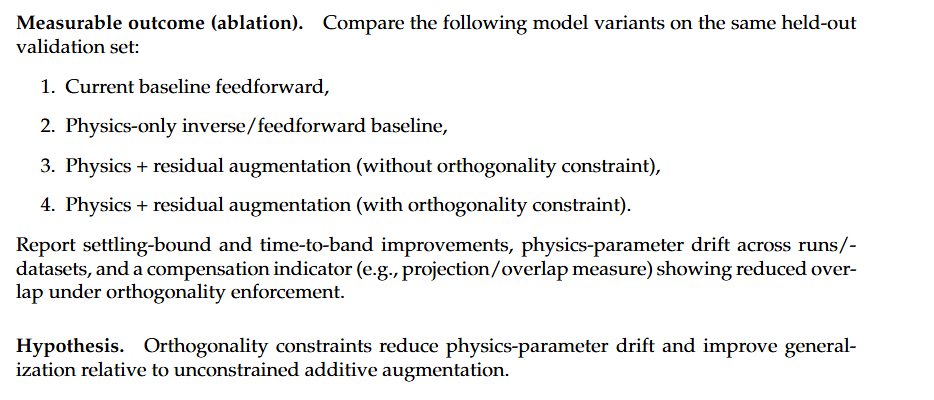 Measurable outcome (ablation). Compare the following model variants on the same held-out
validation set:
1. Current baseline feedforward,
2. Physics-only inverse/feedforward baseline,
3. Physics + residual augmentation (without orthogonality constraint),
4. Physics + residual augmentation (with orthogonality constraint).
Report settling-bound and time-to-band improvements, physics-parameter drift across runs/-
datasets, and a compensation indicator (e.g., projection/overlap measure) showing reduced over-
lap under orthogonality enforcement.
Hypothesis. Orthogonality constraints reduce physics-parameter drift and improve general-
ization relative to unconstrained additive augmentation.